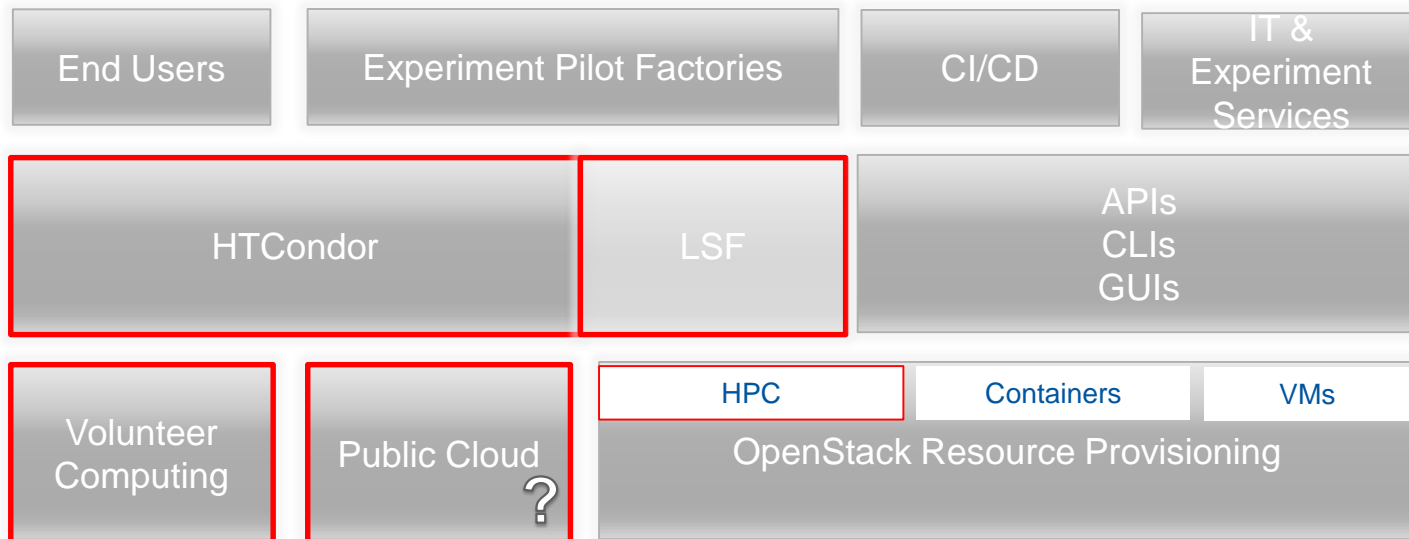 End Users
Experiment Pilot Factories
CI/CD
IT &
Experiment
Services
HTCondor
LSF
APIs
CLIs
GUIs
Volunteer
Computing
Public Cloud
?
HPC
Containers
VMs
OpenStack Resource Provisioning